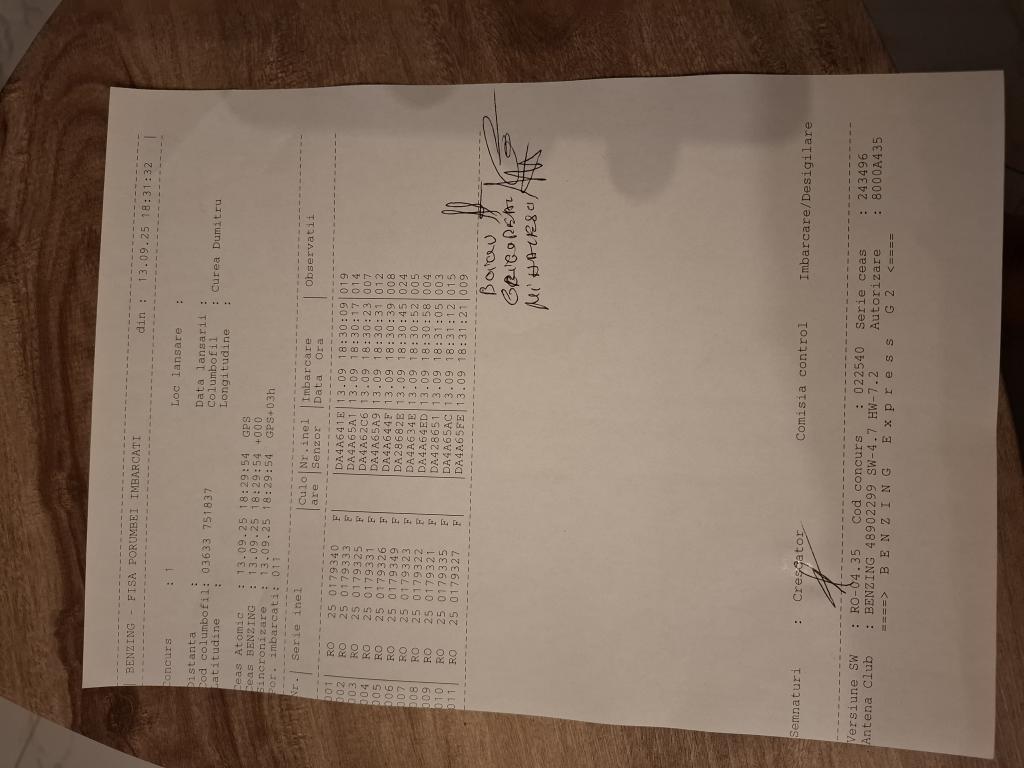 BENZING - FISA PORUMBEI IMBARCATI din : 13.09.25 18:31:32 |
concurs : 1 Loc lansare :
Distanta : Data lansarii :
Cod columbofil: 03633 751837 Columbofil : Curea Dumitru
Latitudine : Longitudine :
Ceas Atomic : 13.09.25 18:29:54 GPS
Ceas BENZING : 13.09.25 18:29:54 +000
Sincronizare : 13.09.25 18:29:54 GPS+03h
Por. imbarcati: 011
Nr.| Serie inel |Culo|Nr.inel |Imbarcare | Observatii
|are |Senzor |Data Ora |
001| RO 25 0179340 F |DA4A641E|13.09 18:30:09|019
002| RO 25 0179333 F |DA4A65A1|13.09 18:30:17|014
003| RO 25 0179325 F |DA4A63C6|13.09 18:30:23|007
004| RO 25 0179331 F |DA4A65A9|13.09 18:30:31|012
005| RO 25 0179326 F |DA4A644F|13.09 18:30:39|008
006| RO 25 0179349 F |DA28682E|13.09 18:30:45|024
007| RO 25 0179323 F |DA4A634E|13.09 18:30:52|005
008| RO 25 0179322 F |DA4A64ED|13.09 18:30:58|004
009| RO 25 0179321 F |DA428651|13.09 18:31:05|003
010| RO 25 0179335 F |DA4A65AC|13.09 18:31:12|015
011| RO 25 0179327 F |DA4A65FE|13.09 18:31:21|009
Semnaturi : Crescator Comisia control Imbarcare/Desigilare
Versiune SW : RO-04.35 Cod concurs : 022540 Serie ceas : 243496
Antena Club : BENZING 48902299 SW-4.7 HW-7.2 Autorizare : 8000A435
====> B E N Z I N G E x p r e s s G 2 <====